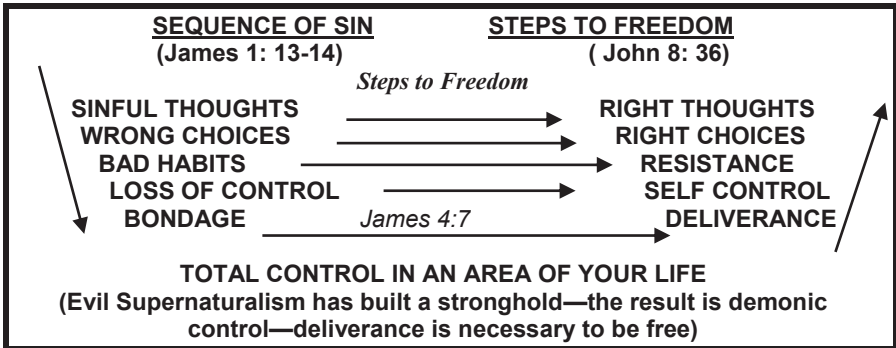 SEQUENCE OF SIN STEPS TO FREEDOM
(James 1: 13-14) ( John 8: 36)
Steps to Freedom
SINFUL THOUGHTS RIGHT THOUGHTS
WRONG CHOICES RIGHT CHOICES
BAD HABITS RESISTANCE
LOSS OF CONTROL SELF CONTROL
BONDAGE James 4:7 DELIVERANCE
TOTAL CONTROL IN AN AREA OF YOUR LIFE
(Evil Supernaturalism has built a stronghold—the result is demonic
control—deliverance is necessary to be free)